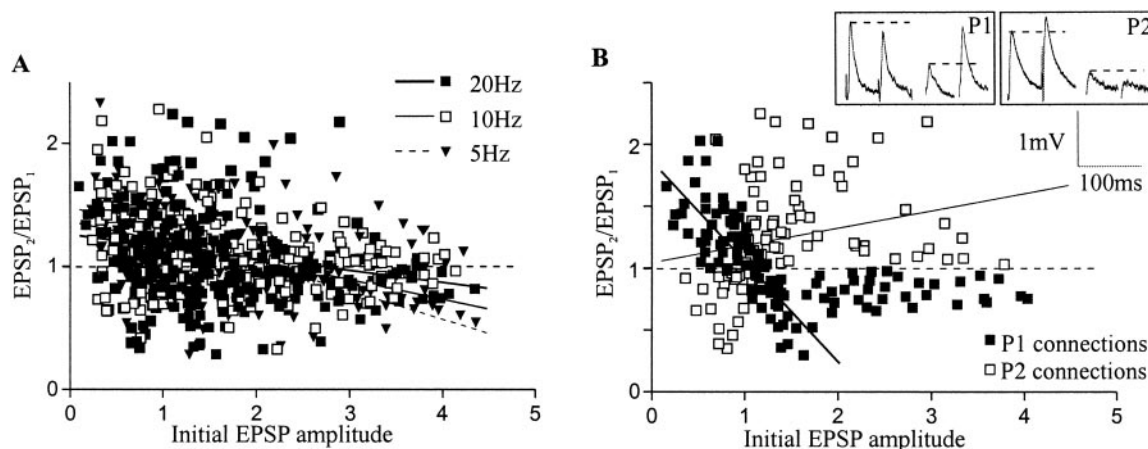 A
EPSP₂/EPSP₁
2
1
0
0 1 2 3 4 5
Initial EPSP amplitude
20Hz
10Hz
5Hz
B
EPSP₂/EPSP₁
2
1
0
0 1 2 3 4 5
Initial EPSP amplitude
P1
P2
1mV
100ms
P1 connections
P2 connections